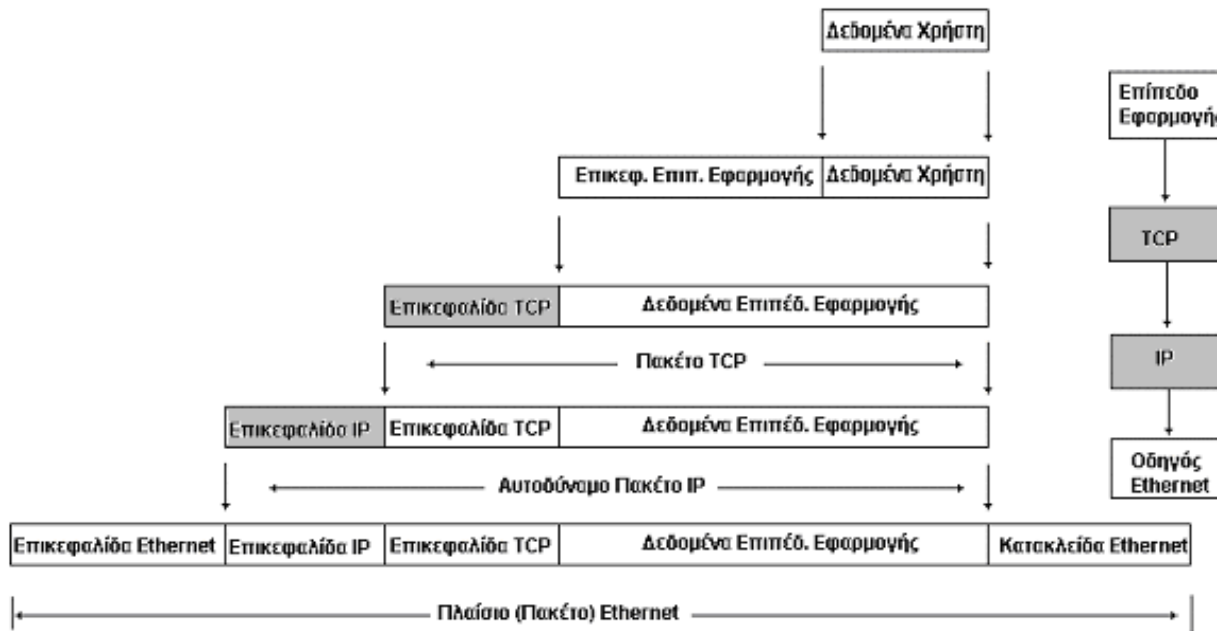 Δεδομένα Χρήστη
Επίπεδο
Εφαρμογής
Επικεφ. Επιπ. Εφαρμογής Δεδομένα Χρήστη
TCP
Επικεφαλίδα TCP Δεδομένα Επιπέδ. Εφαρμογής
Πακέτο TCP
IP
Επικεφαλίδα IP Επικεφαλίδα TCP Δεδομένα Επιπέδ. Εφαρμογής
Αυτοδύναμο Πακέτο IP
Οδηγός
Ethernet
Επικεφαλίδα Ethernet Επικεφαλίδα IP Επικεφαλίδα TCP Δεδομένα Επιπέδ. Εφαρμογής Κατακλείδα Ethernet
Πλαίσιο (Πακέτο) Ethernet